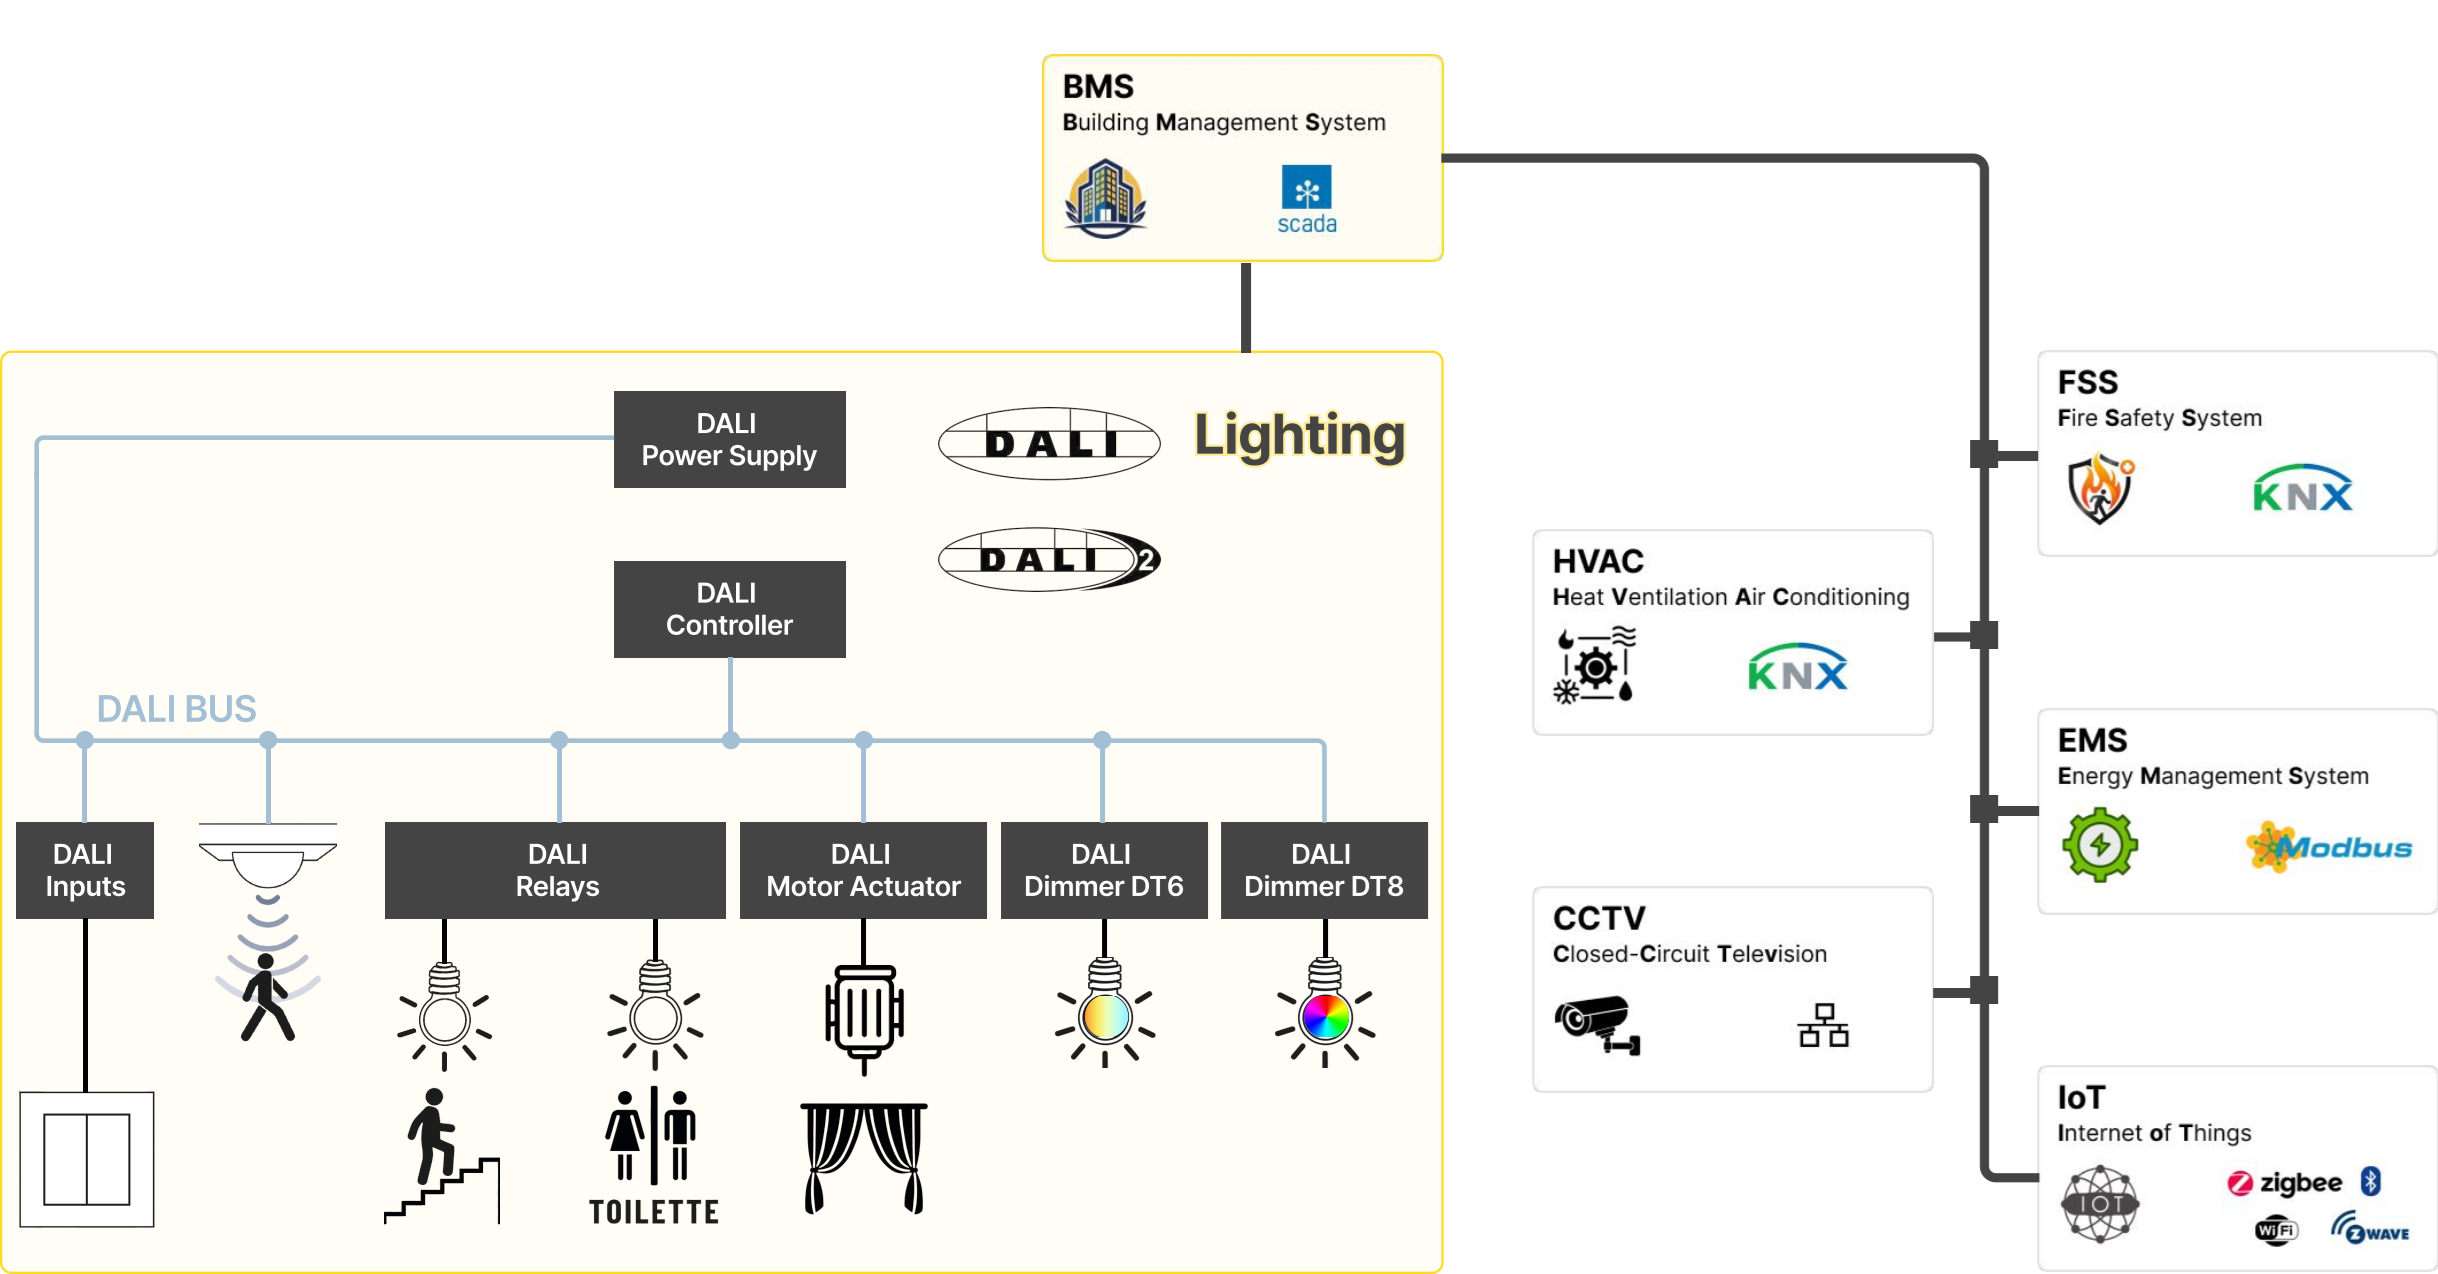 BMS
Building Management System
scada
DALI
Power Supply
DALI
Lighting
DALI 2
DALI
Controller
DALI BUS
DALI
Inputs
DALI
Relays
DALI
Motor Actuator
DALI
Dimmer DT6
DALI
Dimmer DT8
TOILETTE
FSS
Fire Safety System
KNX
HVAC
Heat Ventilation Air Conditioning
KNX
EMS
Energy Management System
Modbus
CCTV
Closed-Circuit Television
IoT
Internet of Things
IOT
zigbee
WiFi
Z WAVE